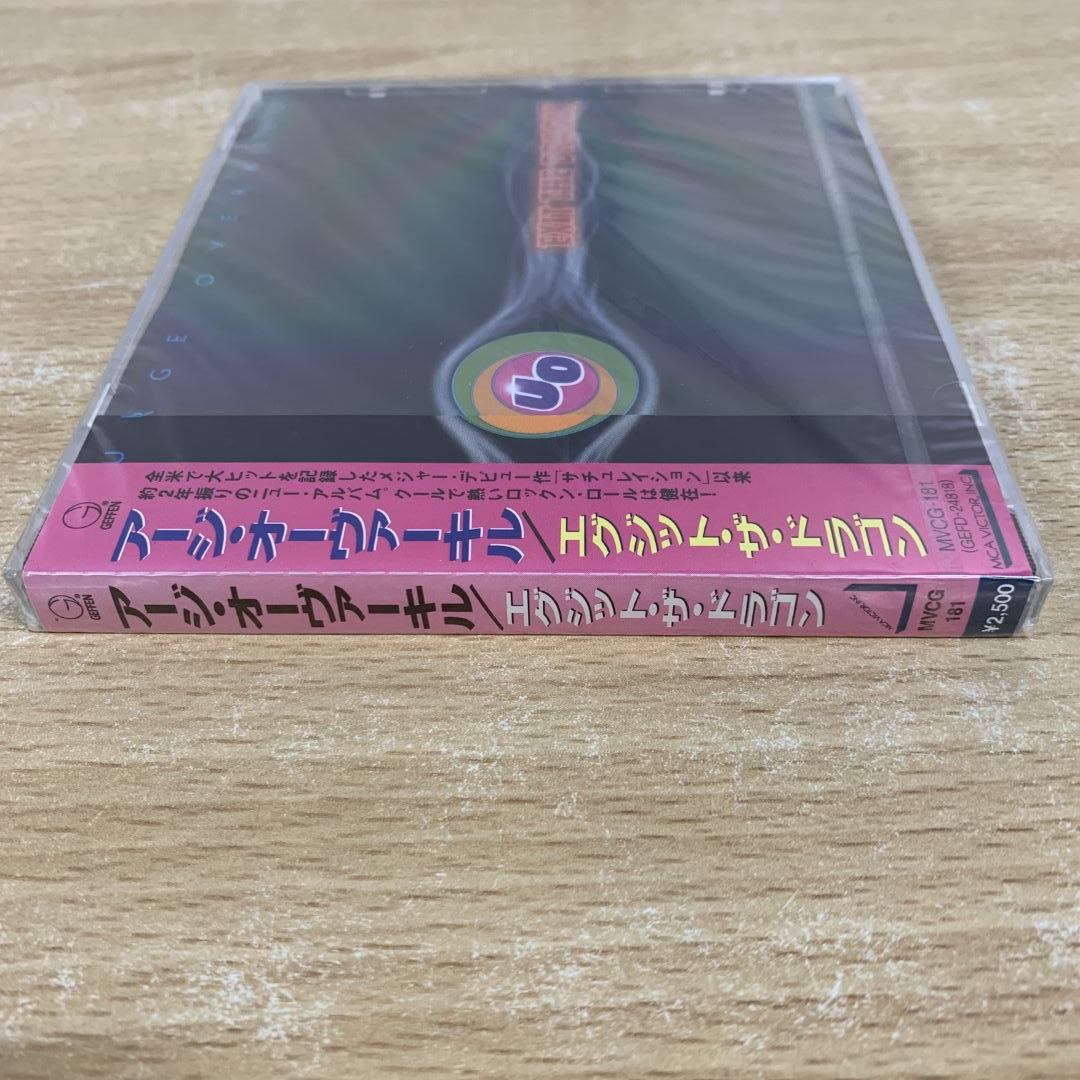 URGE OVER
EXIT THE DRAGON
UO
全米で大ヒットを記録したメジャー・デビュー作「サチュレイション」以来
約2年振りのニュー・アルバム。クールで熱いロックン・ロールは健在！
GEFFEN®
アージ・オーヴァーキル/エグジット・ザ・ドラゴン
MVCG-181
(GEFD-24818)
MCA VICTOR, INC.
GEFFEN®
アージ・オーヴァーキル/エグジット・ザ・ドラゴン
MCA VICTOR, INC.
MVCG
181
¥2,500